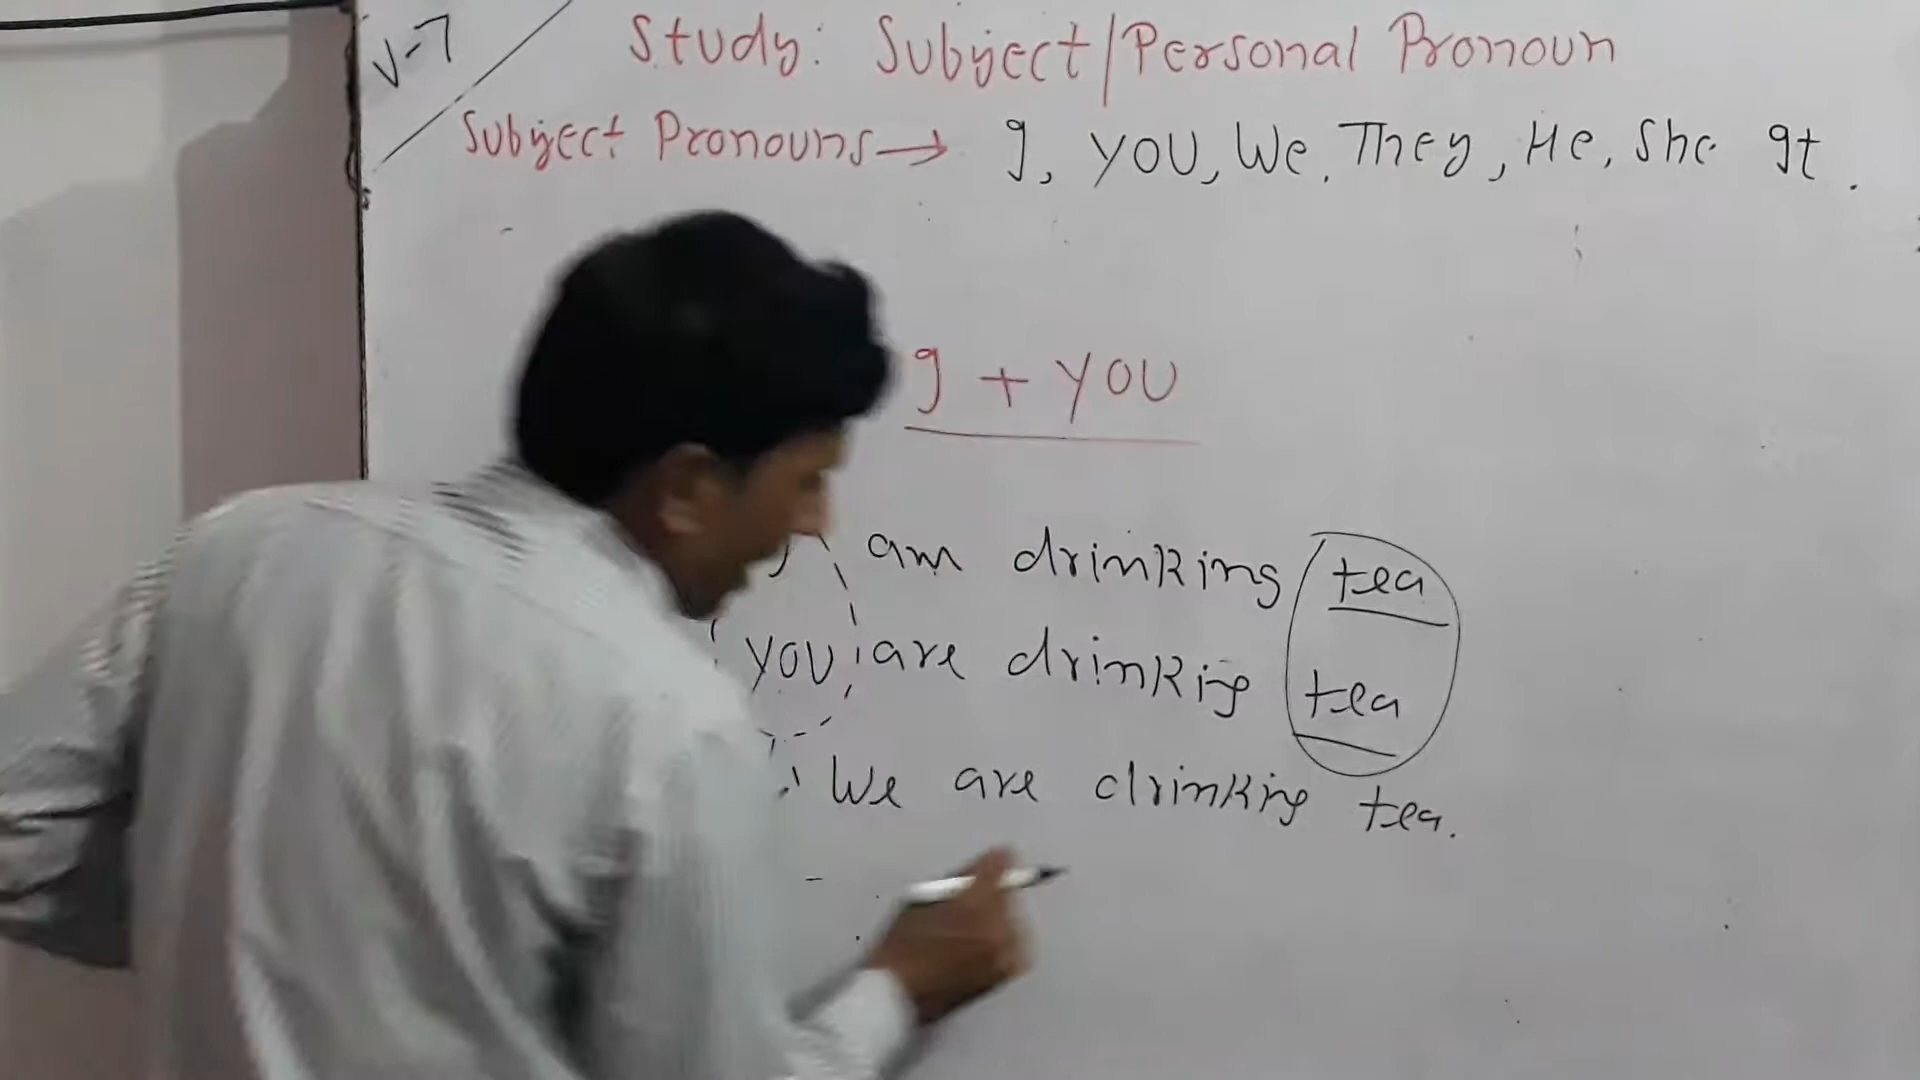 V-7
Study: Subject/Personal Pronoun
Subject Pronouns → I, YOU, We, They, He, She It.
I + YOU
I am drinking tea
you are drinking tea
We are drinking tea.